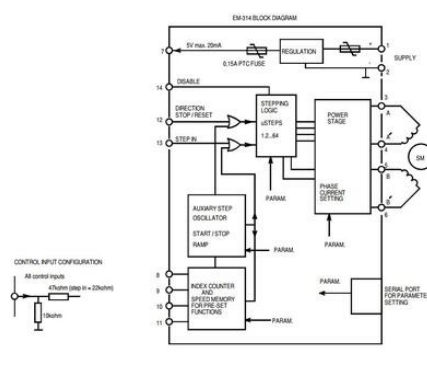 EM-314 BLOCK DIAGRAM
5V max. 20mA
7
REGULATION
+
1
SUPPLY
-
2
0,15A PTC FUSE
14
DISABLE
DIRECTION
STOP / RESET
12
13
STEP IN
STEPPING
LOGIC
uSTEPS
1.2...64
POWER
STAGE
3
A
A'
4
SM
5
B
B'
6
PHASE
CURRENT
SETTING
PARAM.
PARAM.
AUXIARY STEP
OSCILLATOR
START / STOP
RAMP
PARAM.
CONTROL INPUT CONFIGURATION
All control inputs
47kohm (step in = 22kohm)
10kohm
8
9
10
11
INDEX COUNTER
AND
SPEED MEMORY
FOR PRE-SET
FUNCTIONS
PARAM.
PARAM.
SERIAL PORT
FOR PARAMETE
SETTING